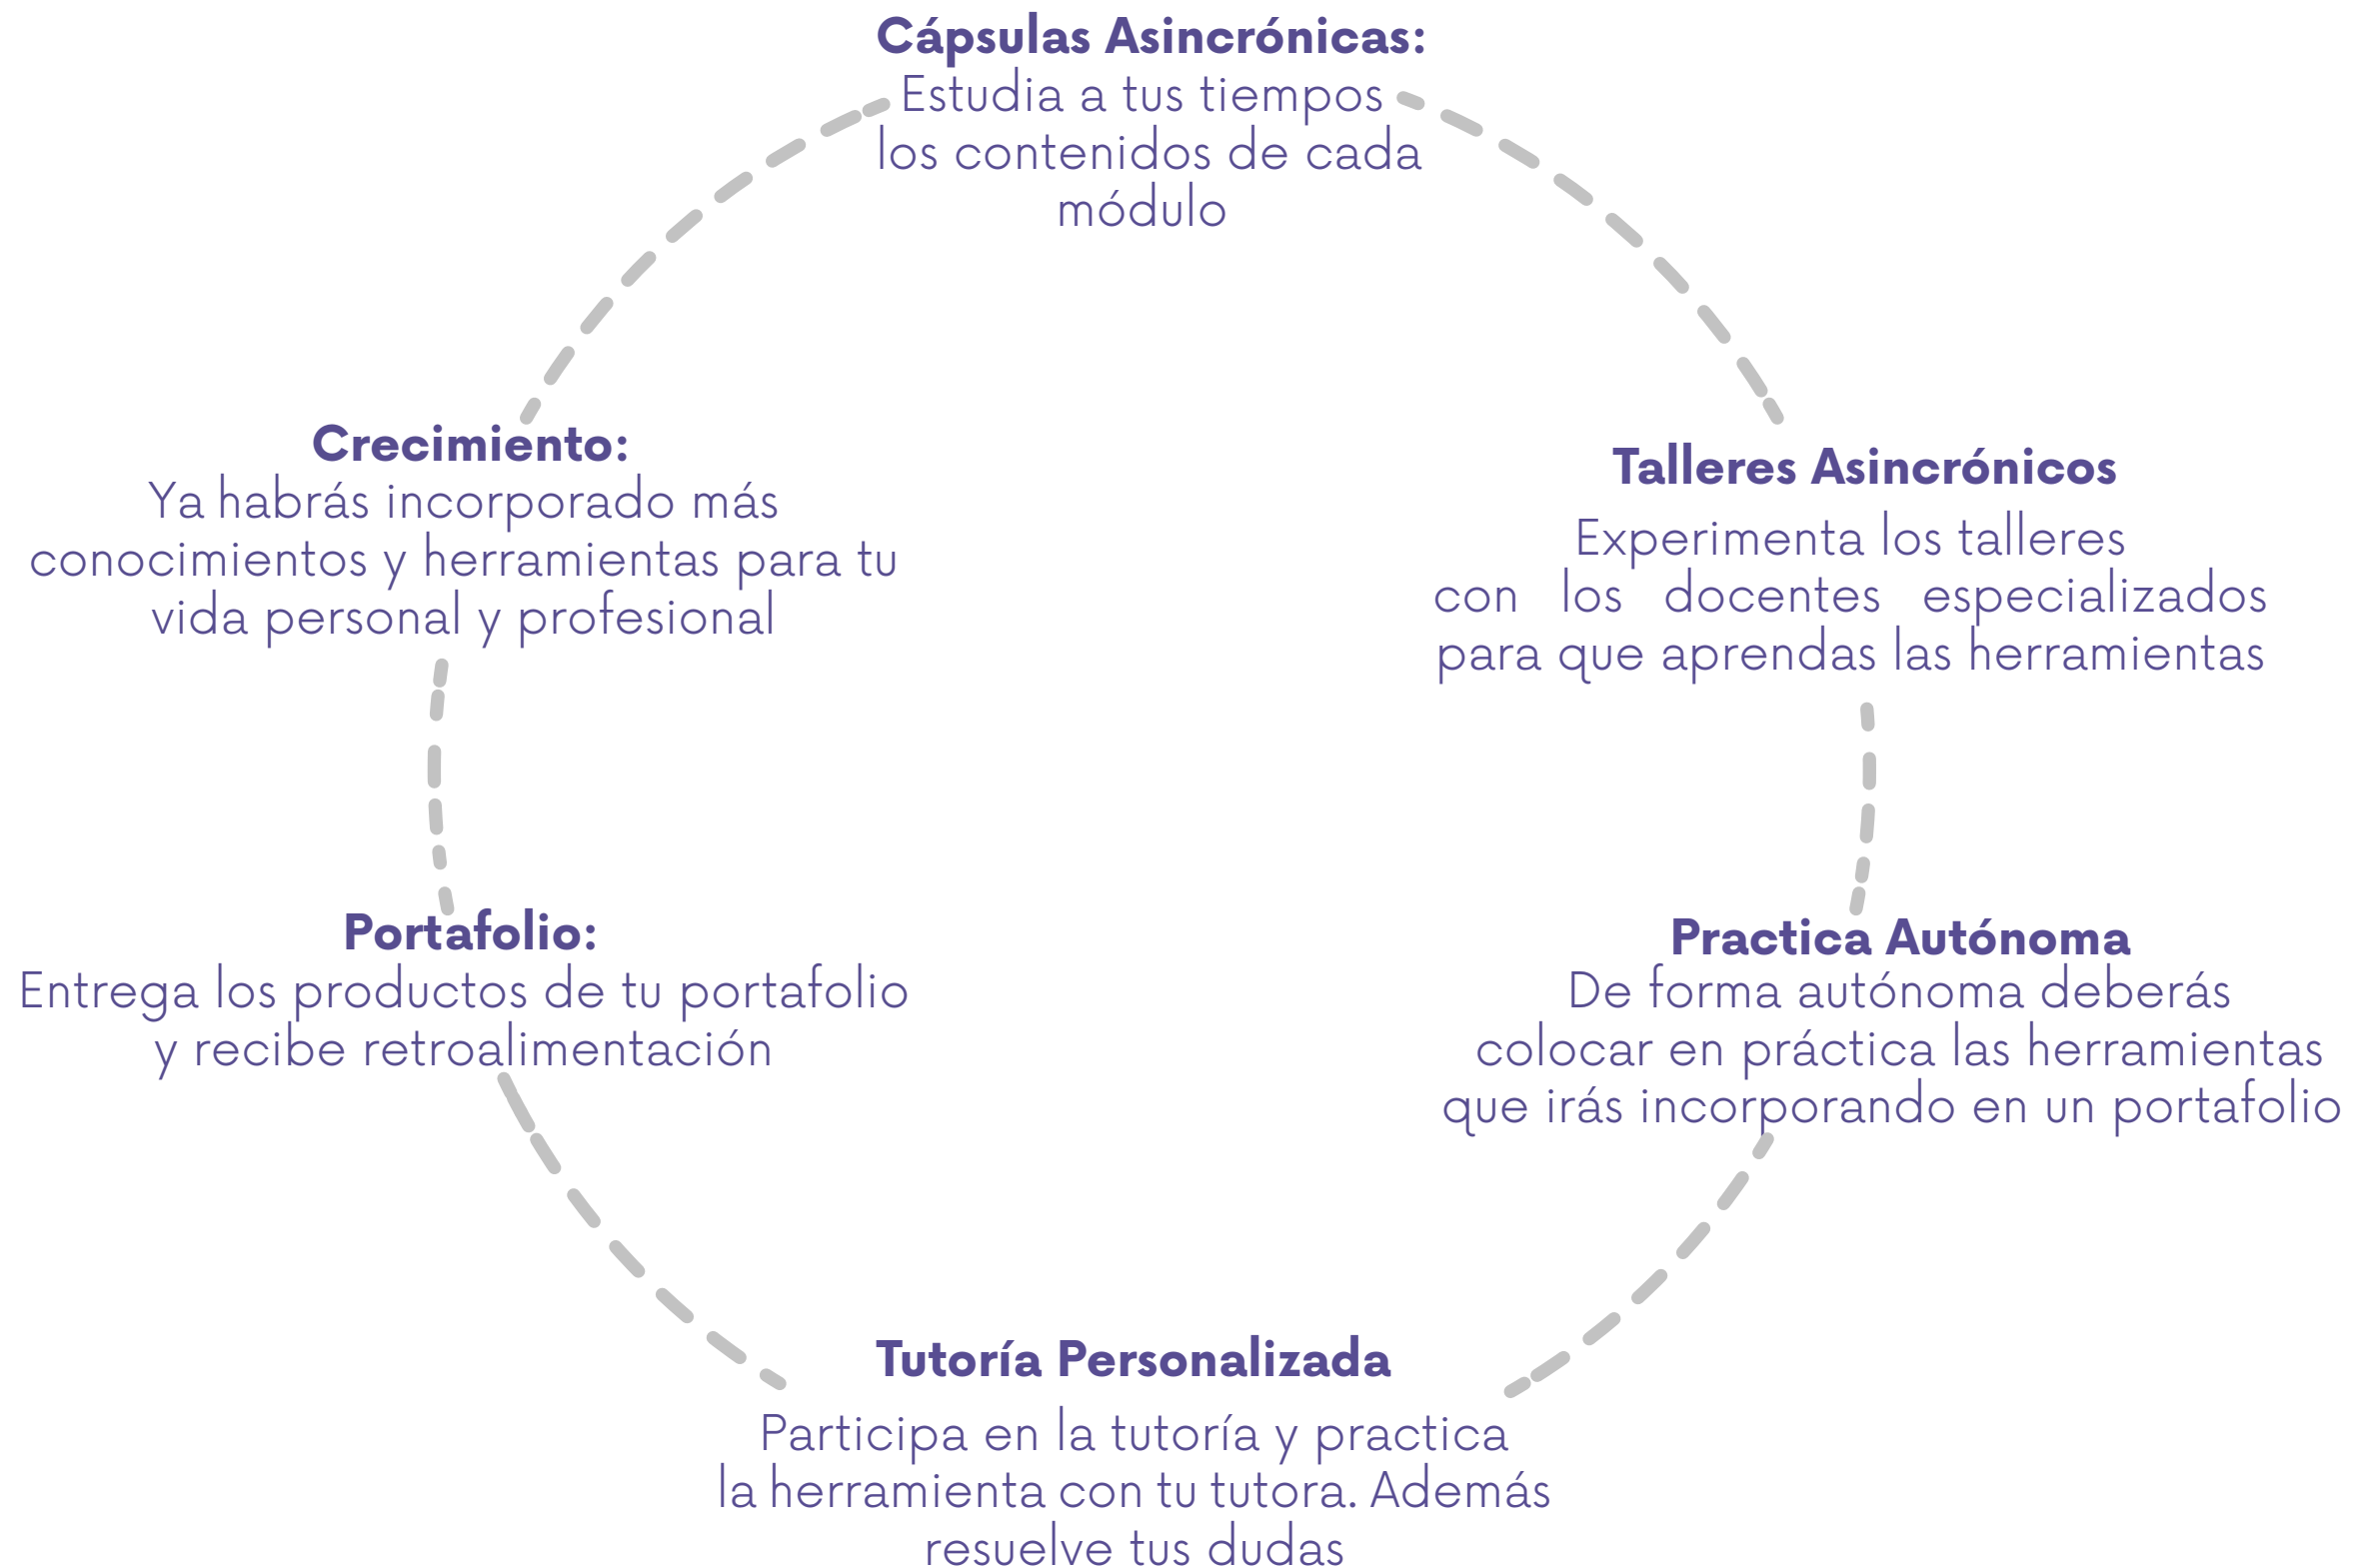 Cápsulas Asincrónicas:
Estudia a tus tiempos
los contenidos de cada
módulo
Talleres Asincrónicos
Experimenta los talleres
con los docentes especializados
para que aprendas las herramientas
Practica Autónoma
De forma autónoma deberás
colocar en práctica las herramientas
que irás incorporando en un portafolio
Tutoría Personalizada
Participa en la tutoría y practica
la herramienta con tu tutora. Además
resuelve tus dudas
Portafolio:
Entrega los productos de tu portafolio
y recibe retroalimentación
Crecimiento:
Ya habrás incorporado más
conocimientos y herramientas para tu
vida personal y profesional